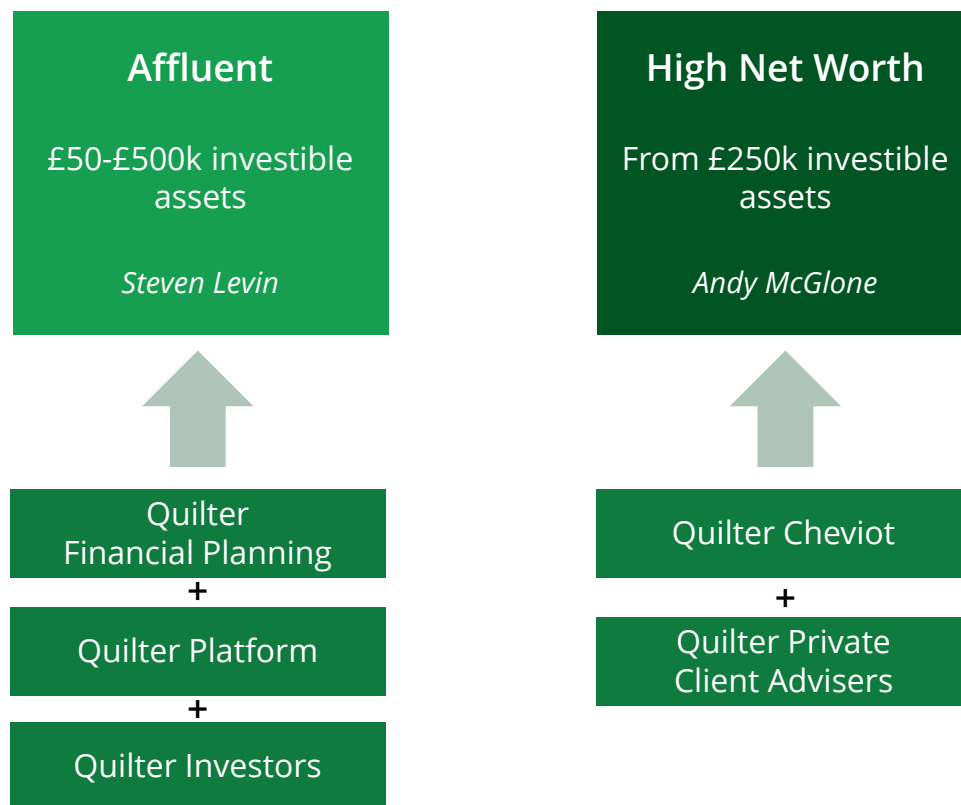 Affluent
£50-£500k investible
assets
Steven Levin
Quilter
Financial Planning
+
Quilter Platform
+
Quilter Investors
High Net Worth
From £250k investible
assets
Andy McGlone
Quilter Cheviot
+
Quilter Private
Client Advisers